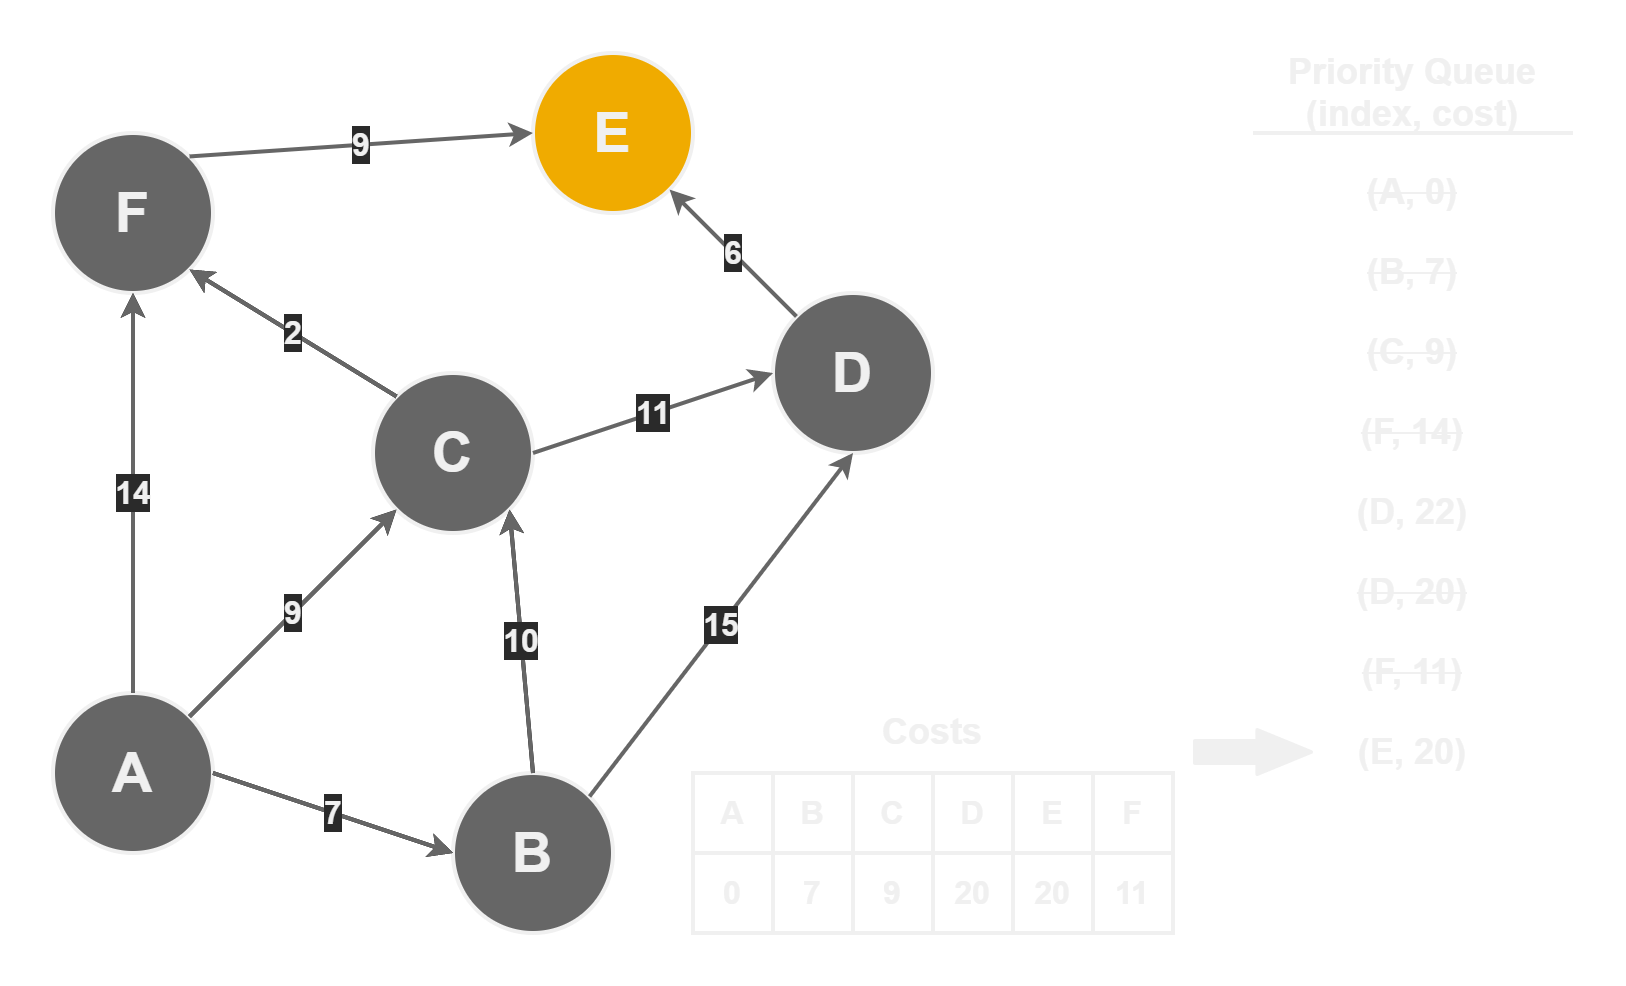 Priority Queue
(index, cost)
E
9
F
(A, 0)
6
(B, 7)
2
(C, 9)
D
11
(F, 14)
C
14
(D, 22)
9
(D, 20)
10
15
(F, 11)
Costs
(E, 20)
A
7
B
A B C D E F
0 7 9 20 20 11